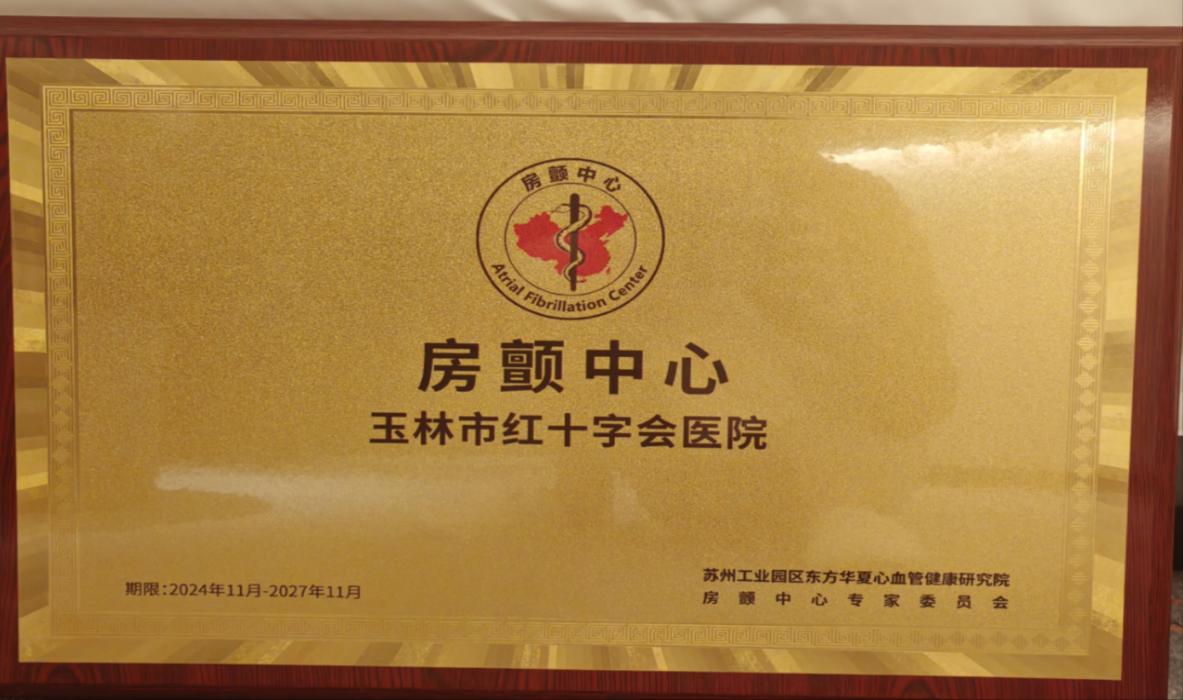 房颤中心
Atrial Fibrillation Center
房颤中心
玉林市红十字会医院
期限:2024年11月-2027年11月
苏州工业园区东方华夏心血管健康研究院
房颤中心专家委员会